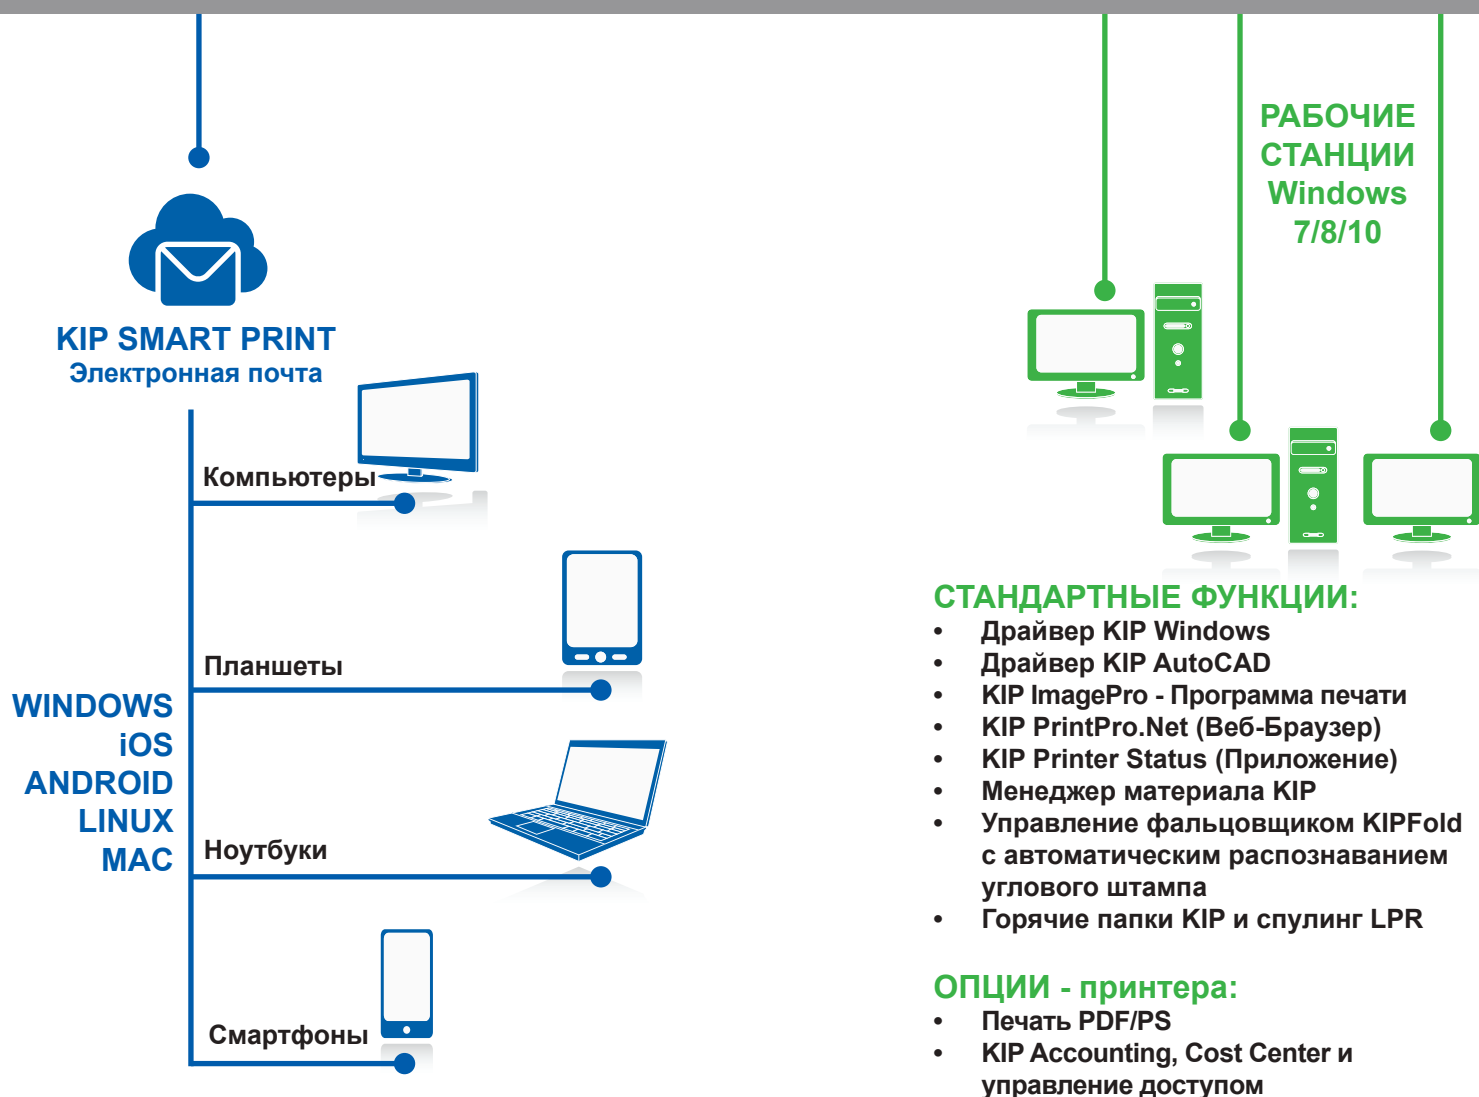 KIP SMART PRINT
Электронная почта
Компьютеры
Планшеты
WINDOWS
iOS
ANDROID
LINUX
MAC
Ноутбуки
Смартфоны
РАБОЧИЕ
СТАНЦИИ
Windows
7/8/10
СТАНДАРТНЫЕ ФУНКЦИИ:
• Драйвер KIP Windows
• Драйвер KIP AutoCAD
• KIP ImagePro - Программа печати
• KIP PrintPro.Net (Веб-Браузер)
• KIP Printer Status (Приложение)
• Менеджер материала KIP
• Управление фальцовщиком KIPFold
с автоматическим распознаванием
углового штампа
• Горячие папки KIP и спулинг LPR
ОПЦИИ - принтера:
• Печать PDF/PS
• KIP Accounting, Cost Center и
управление доступом